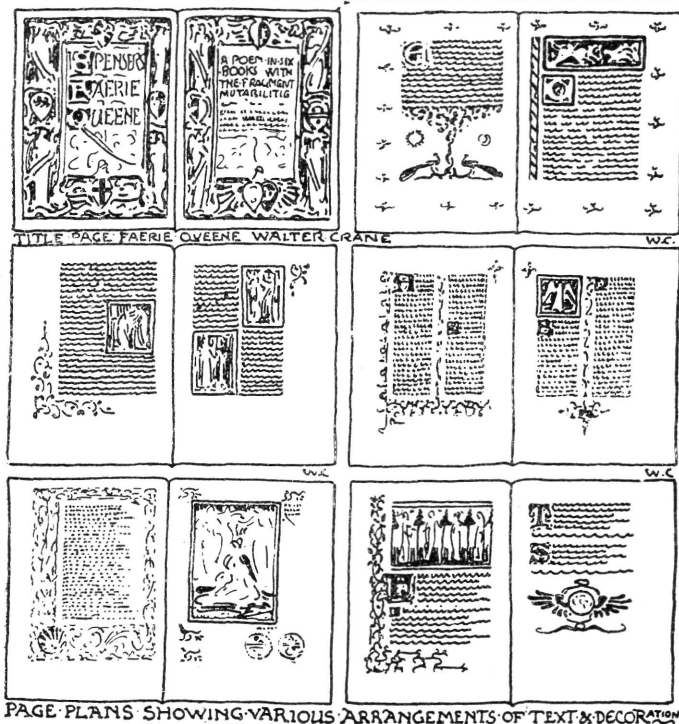 SPENSERS
FAERIE
QUEENE
A POEM·IN·SIX
BOOKS WITH
THE·FRAGMENT
MUTABILITIE
TITLE PAGE FAERIE QUEENE WALTER CRANE
W.C.
W.C.
W.C
PAGE·PLANS·SHOWING·VARIOUS·ARRANGEMENTS·OF·TEXT·&·DECORATION